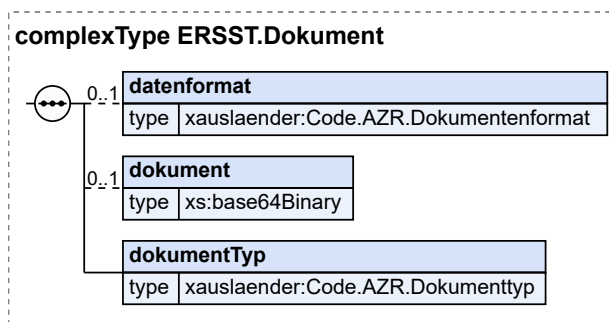 complexType ERSST.Dokument
0..1
datenformat
type xauslaender:Code.AZR.Dokumentenformat
0..1
dokument
type xs:base64Binary
dokumentTyp
type xauslaender:Code.AZR.Dokumenttyp